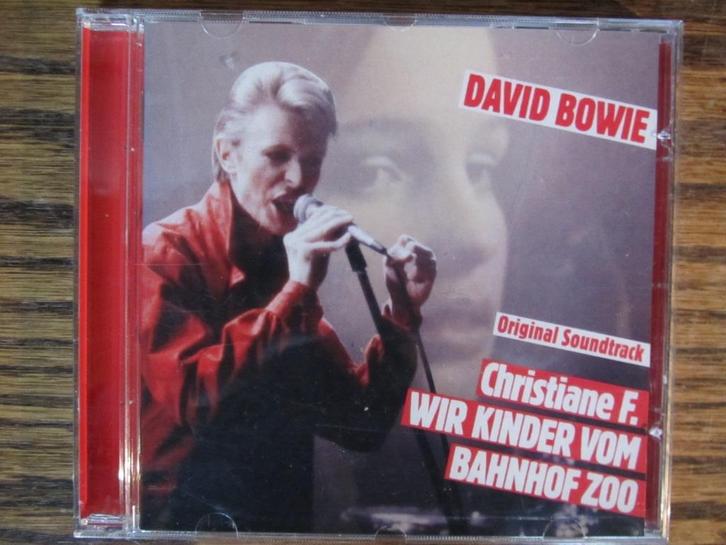 DAVID BOWIE
Original Soundtrack
Christiane F.
WIR KINDER VOM
BAHNHOF ZOO